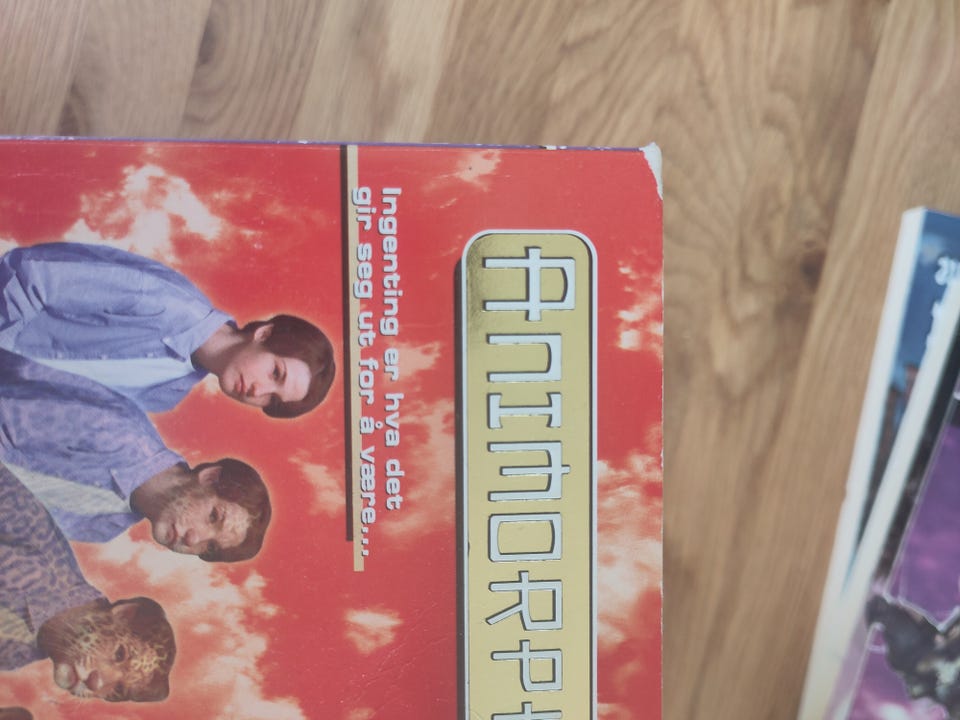 ANIMORPH
Ingenting er hva det
gir seg ut for å være...